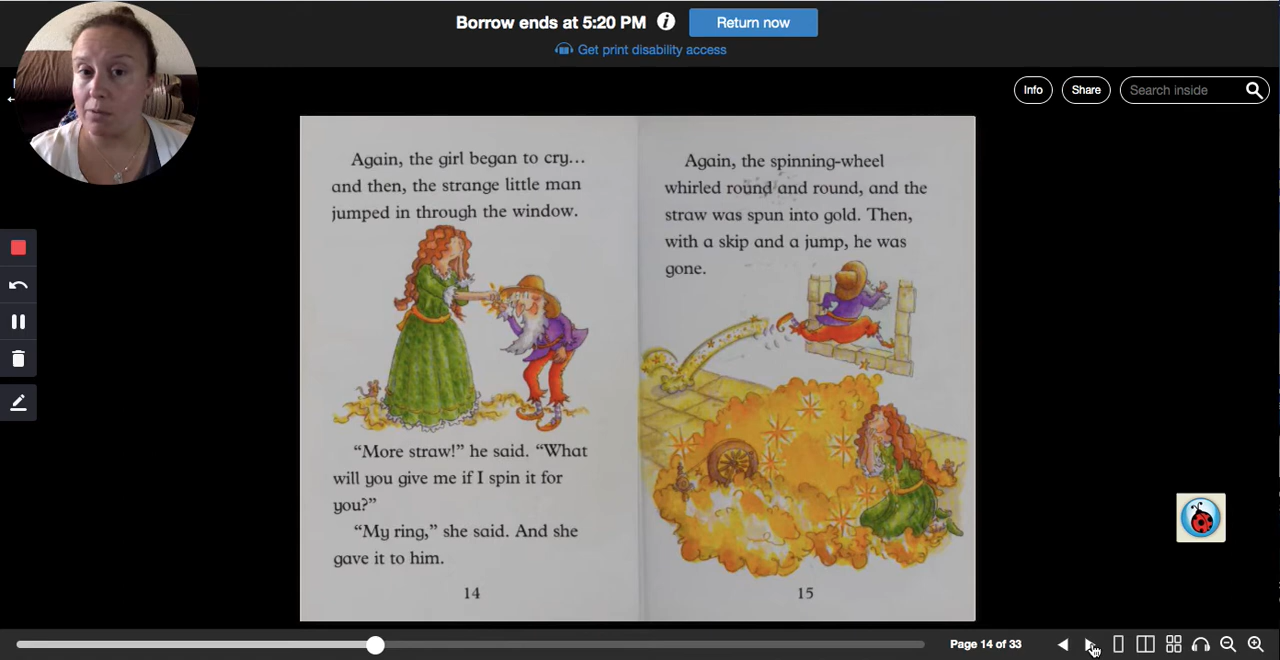 Borrow ends at 5:20 PM i Return now
Get print disability access
Info Share Search inside
Again, the girl began to cry...
and then, the strange little man
jumped in through the window.
"More straw!" he said. "What
will you give me if I spin it for
you?"
"My ring," she said. And she
gave it to him.
14
Again, the spinning-wheel
whirled round and round, and the
straw was spun into gold. Then,
with a skip and a jump, he was
gone.
15
Page 14 of 33